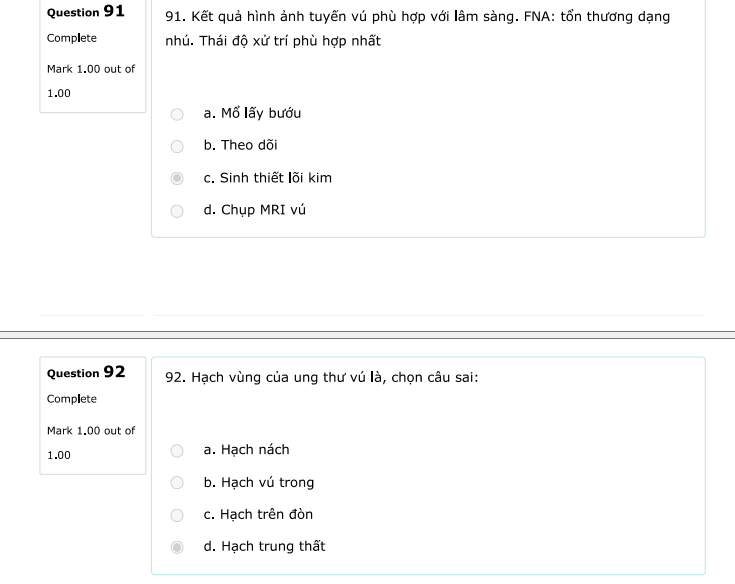 Question 91
Complete
Mark 1.00 out of
1.00
91. Kết quả hình ảnh tuyến vú phù hợp với lâm sàng. FNA: tổn thương dạng
nhú. Thái độ xử trí phù hợp nhất
a. Mổ lấy bướu
b. Theo dõi
c. Sinh thiết lõi kim
d. Chụp MRI vú
Question 92
Complete
Mark 1.00 out of
1.00
92. Hạch vùng của ung thư vú là, chọn câu sai:
a. Hạch nách
b. Hạch vú trong
c. Hạch trên đòn
d. Hạch trung thất